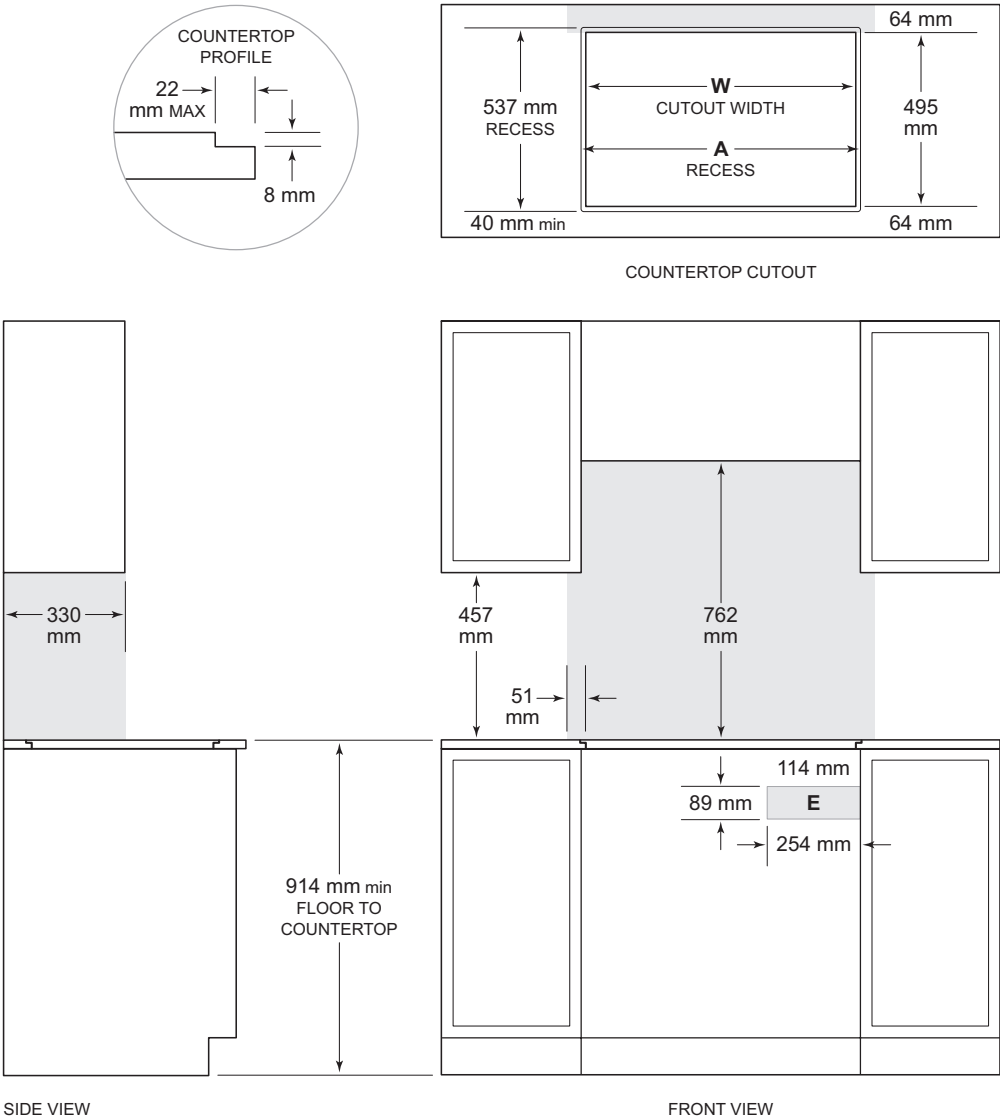 COUNTERTOP
PROFILE
22
mm MAX
8 mm
64 mm
W
CUTOUT WIDTH
537 mm
RECESS
495
mm
A
RECESS
40 mm min
64 mm
COUNTERTOP CUTOUT
330
mm
457
mm
762
mm
51
mm
114 mm
89 mm
E
254 mm
914 mm min
FLOOR TO
COUNTERTOP
SIDE VIEW
FRONT VIEW